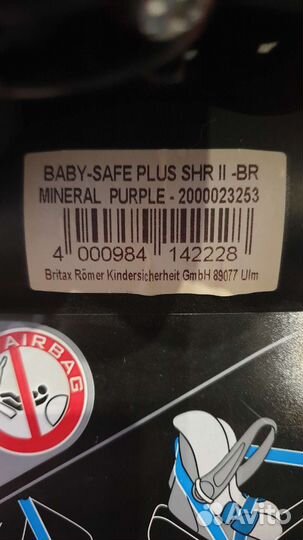 BABY-SAFE PLUS SHR II -BR
MINERAL PURPLE - 2000023253
4 000984 142228
Britax Römer Kindersicherheit GmbH 89077 Ulm
AIRBAG
Avito